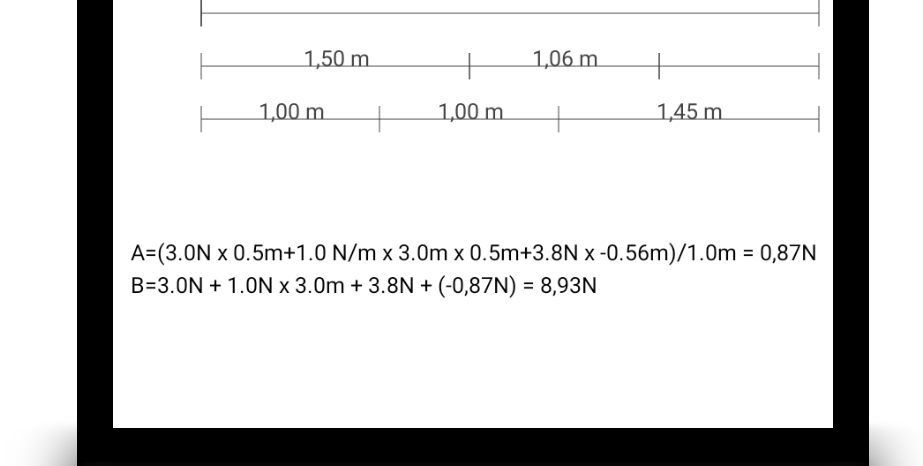 1,50 m 1,06 m
1,00 m 1,00 m 1,45 m
A=(3.0N x 0.5m+1.0 N/m x 3.0m x 0.5m+3.8N x -0.56m)/1.0m = 0,87N
B=3.0N + 1.0N x 3.0m + 3.8N + (-0,87N) = 8,93N